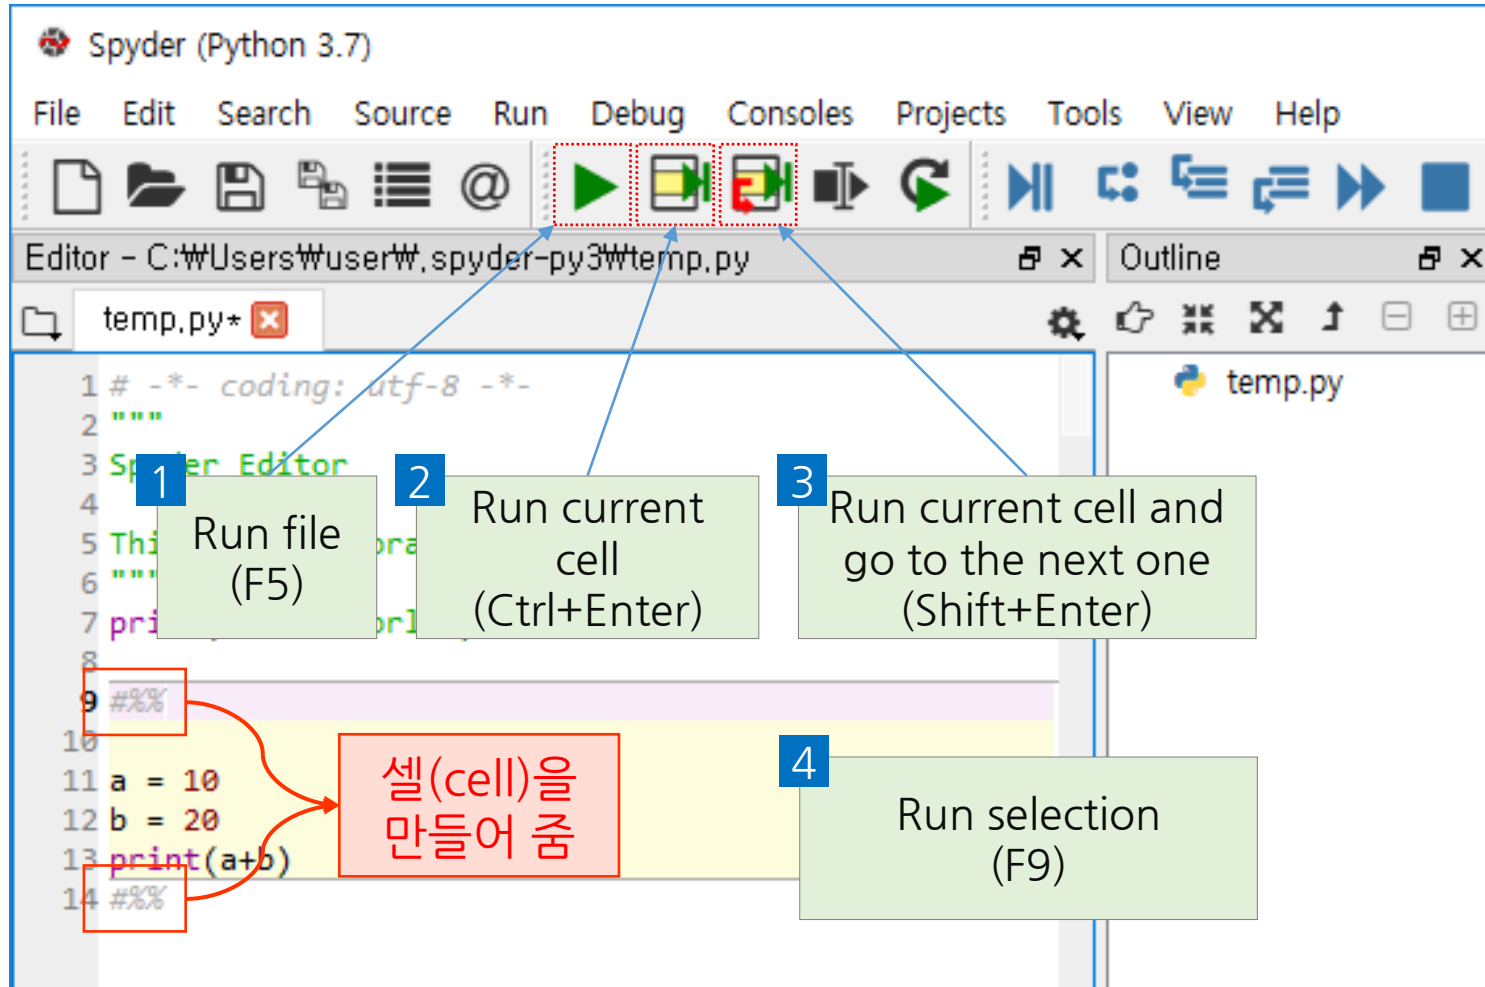 Spyder (Python 3.7)
File Edit Search Source Run Debug Consoles Projects Tools View Help
Editor - C:₩Users₩user₩.spyder-py3₩temp.py
Outline
temp.py*
temp.py
1 # -*- coding: utf-8 -*-
2 """
3 Spyder Editor
4
5
6 """
7
8
9 #%%
10
11 a = 10
12 b = 20
13 print(a+b)
14 #%%
1
Run file
(F5)
2
Run current
cell
(Ctrl+Enter)
3
Run current cell and
go to the next one
(Shift+Enter)
셀(cell)을
만들어 줌
4
Run selection
(F9)